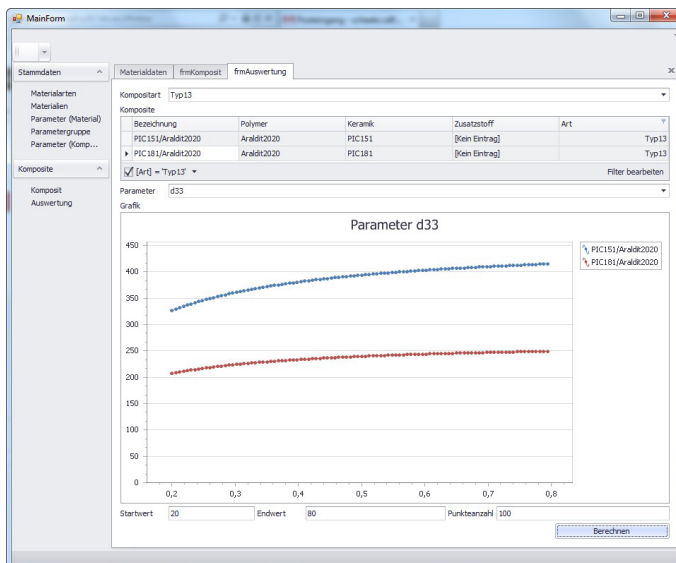 MainForm
Stammdaten
Materialarten
Materialien
Parameter (Material)
Parametergruppe
Parameter (Komp...
Komposite
Komposit
Auswertung
Materialdaten frmKomposit frmAuswertung
Kompositart Typ13
Komposite
Bezeichnung Polymer Keramik Zusatzstoff Art
PIC151/Araldit2020 Araldit2020 PIC151 [Kein Eintrag] Typ13
PIC181/Araldit2020 Araldit2020 PIC181 [Kein Eintrag] Typ13
[Art] = 'Typ13' Filter bearbeiten
Parameter d33
Grafik
Parameter d33
450
400
350
300
250
200
150
100
50
0
0,2 0,3 0,4 0,5 0,6 0,7 0,8
PIC151/Araldit2020
PIC181/Araldit2020
Startwert 20 Endwert 80 Punkteanzahl 100
Berechnen